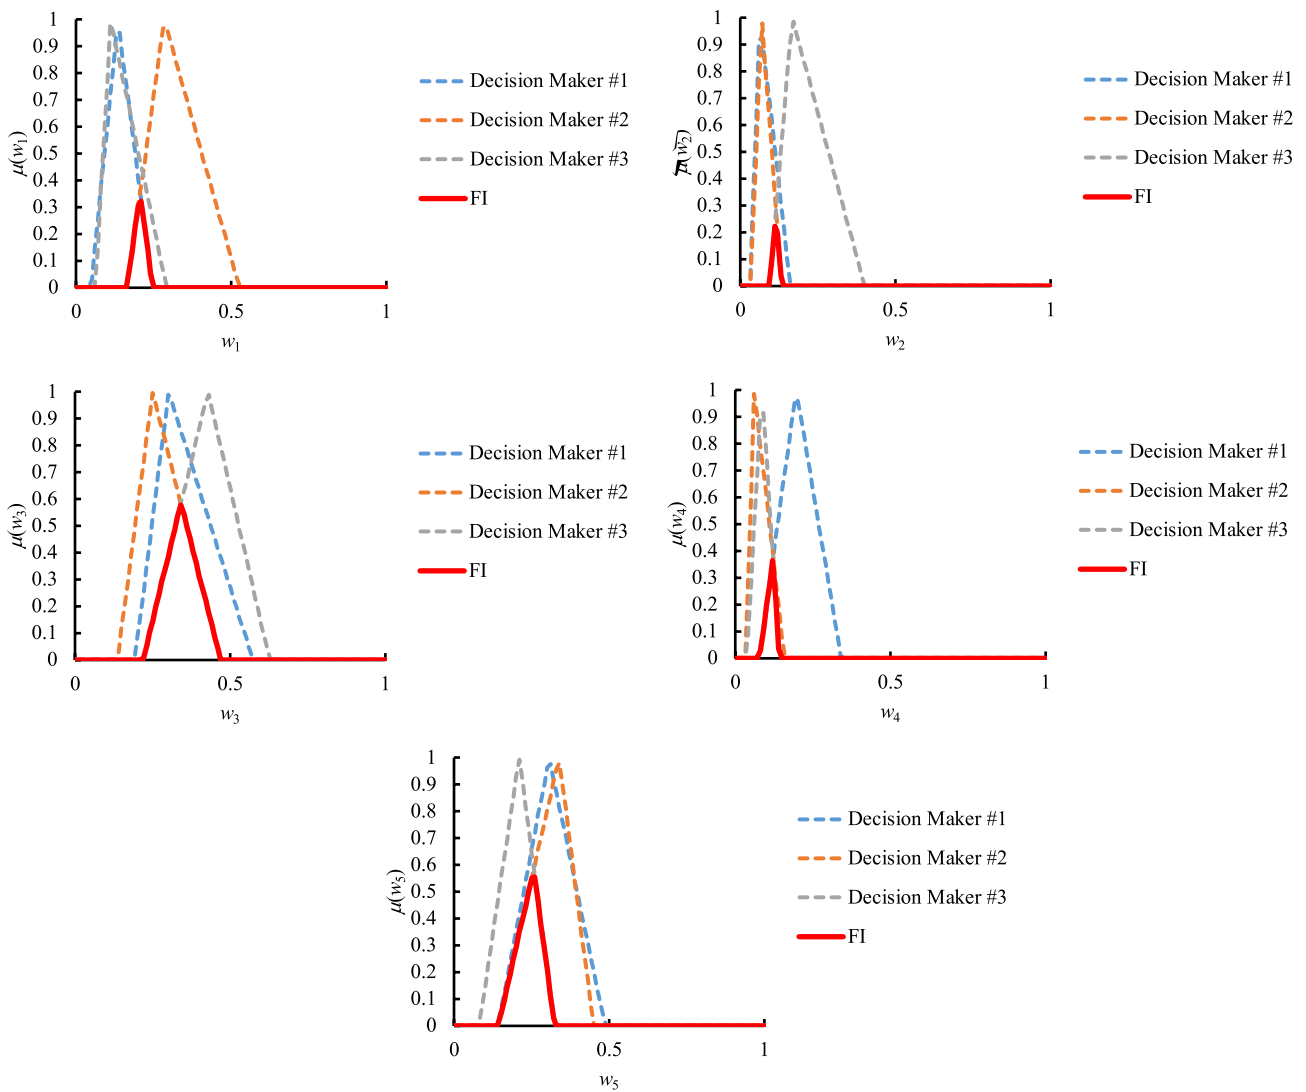 1
0.9
0.8
0.7
0.6
0.5
0.4
0.3
0.2
0.1
0
μ(w1)
0 0.5 1
w1
Decision Maker #1
Decision Maker #2
Decision Maker #3
FI
1
0.9
0.8
0.7
0.6
0.5
0.4
0.3
0.2
0.1
0
μ(w2)
0 0.5 1
w2
Decision Maker #1
Decision Maker #2
Decision Maker #3
FI
1
0.9
0.8
0.7
0.6
0.5
0.4
0.3
0.2
0.1
0
μ(w3)
0 0.5 1
w3
Decision Maker #1
Decision Maker #2
Decision Maker #3
FI
1
0.9
0.8
0.7
0.6
0.5
0.4
0.3
0.2
0.1
0
μ(w4)
0 0.5 1
w4
Decision Maker #1
Decision Maker #2
Decision Maker #3
FI
1
0.9
0.8
0.7
0.6
0.5
0.4
0.3
0.2
0.1
0
μ(w5)
0 0.5 1
w5
Decision Maker #1
Decision Maker #2
Decision Maker #3
FI